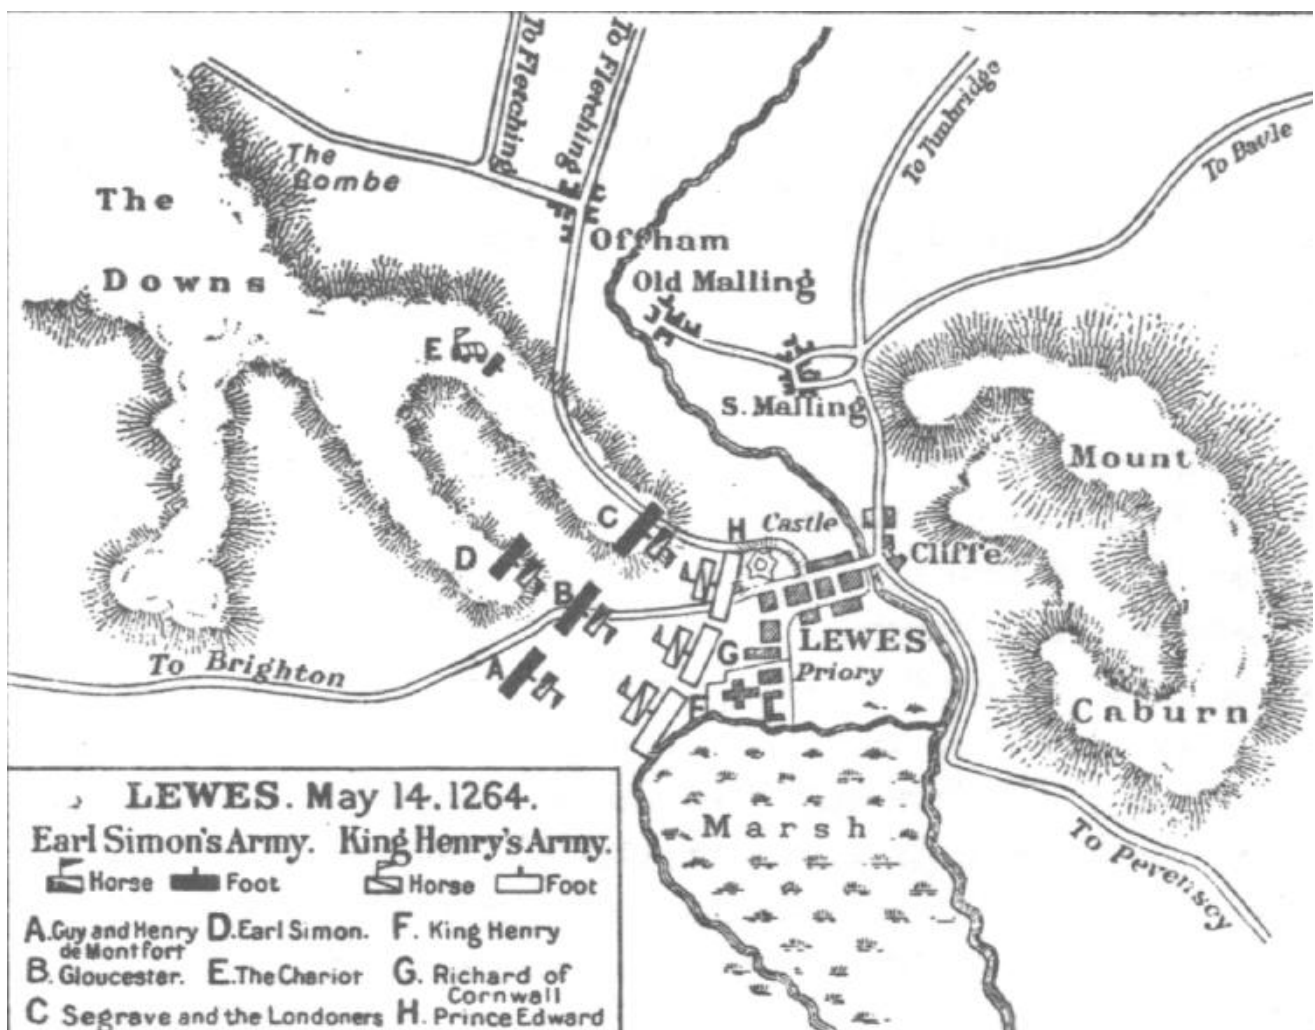 To Fletching
To Fletching
To Tunbridge
To Battle
The
Combe
The
Downs
Offham
Old Malling
E
S. Malling
Mount
C
H
Castle
D
Cliffe
B
LEWES
G
To Brighton
A
Priory
F
Caburn
LEWES. May 14. 1264.
Earl Simon's Army. King Henry's Army.
Horse Foot Horse Foot
A. Guy and Henry
de Montfort
D. Earl Simon. F. King Henry
B. Gloucester. E. The Chariot G. Richard of
Cornwall
C Segrave and the Londoners H. Prince Edward
Marsh
To Pevensey